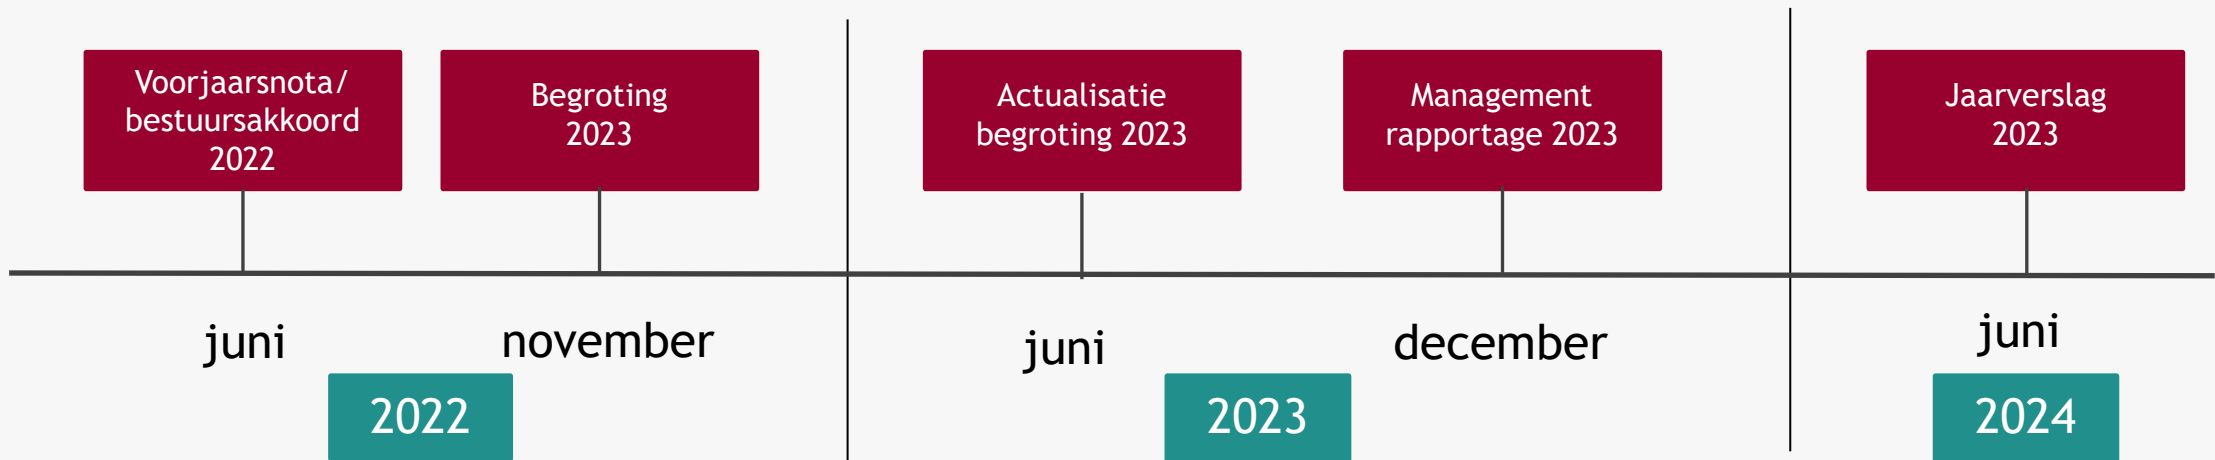 Voorjaarsnota/
bestuursakkoord
2022
Begroting
2023
Actualisatie
begroting 2023
Management
rapportage 2023
Jaarverslag
2023
juni
november
juni
december
juni
2022
2023
2024